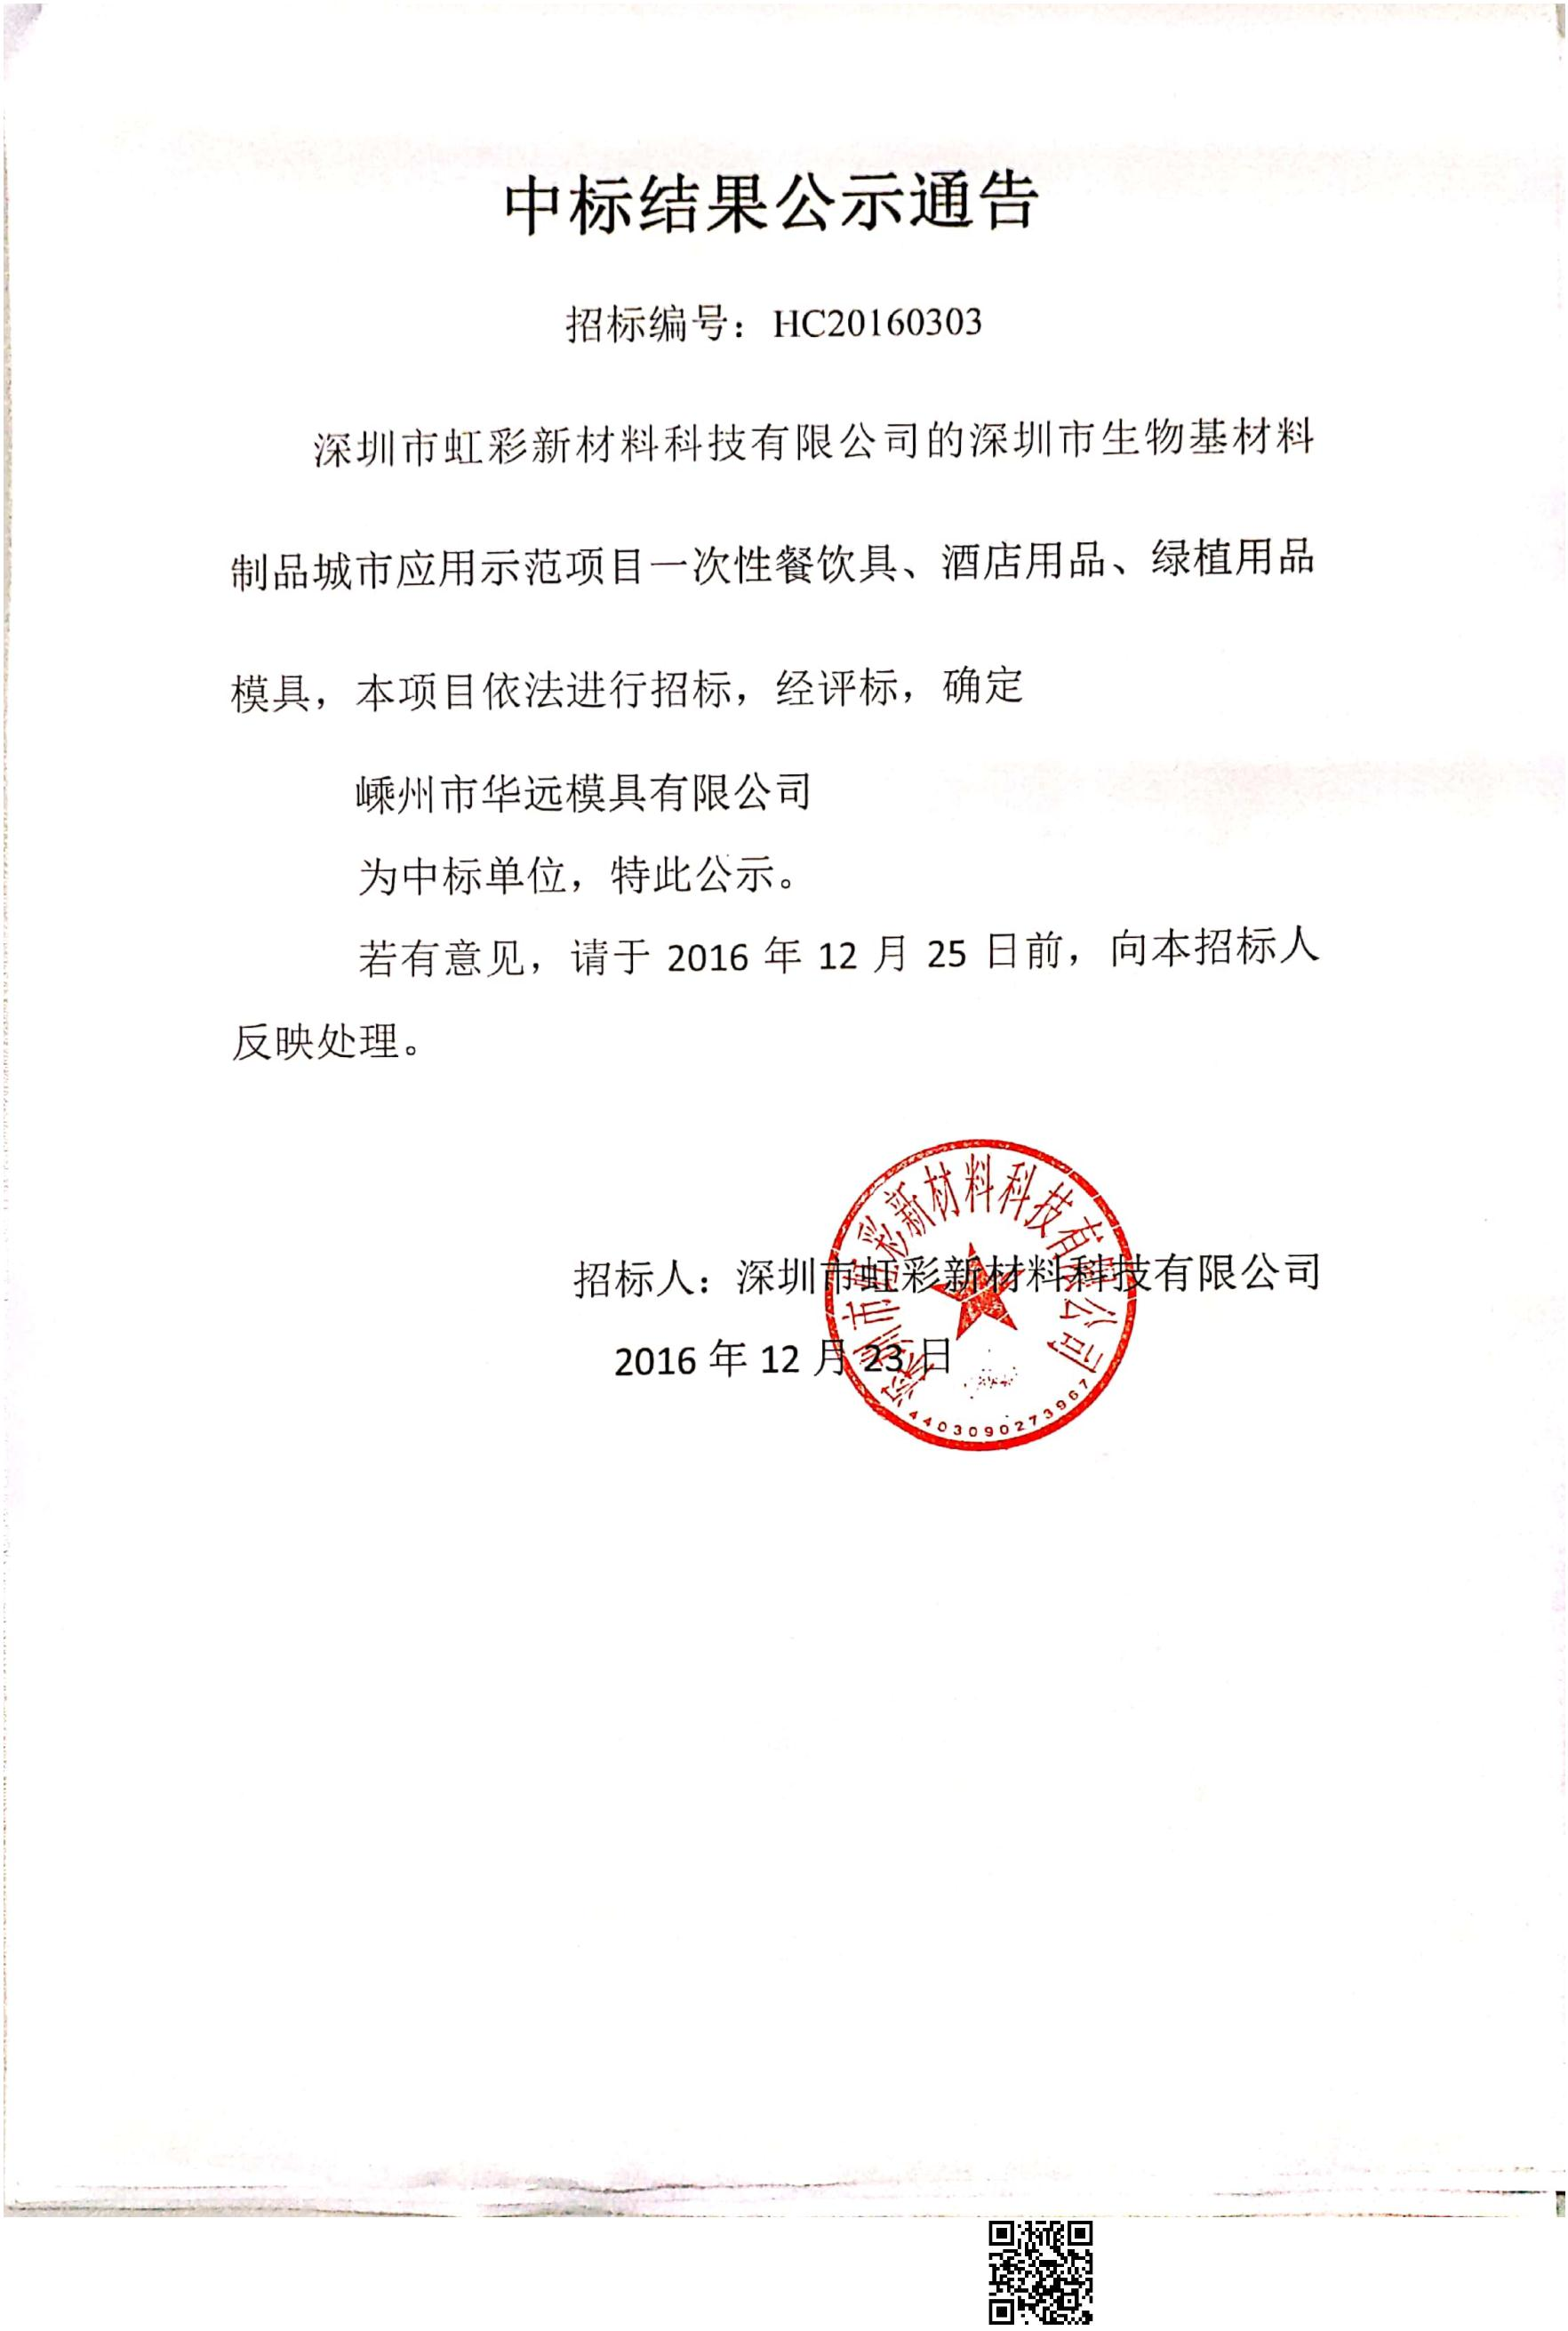 中标结果公示通告
招标编号：HC20160303
深圳市虹彩新材料科技有限公司的深圳市生物基材料
制品城市应用示范项目一次性餐饮具、酒店用品、绿植用品
模具，本项目依法进行招标，经评标，确定
嵊州市华远模具有限公司
为中标单位，特此公示。
若有意见，请于 2016 年 12 月 25 日前，向本招标人
反映处理。
招标人：深圳市虹彩新材料科技有限公司
2016 年 12 月 23 日
深圳市虹彩新材料科技有限公司
4403090273967